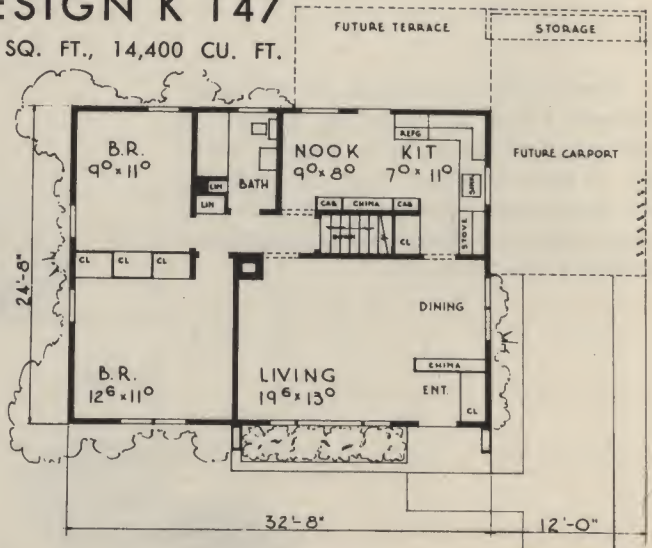 ESIGN K 147
SQ. FT., 14,400 CU. FT.
FUTURE TERRACE
STORAGE
B.R.
9⁰ x 11⁰
LIN
LIN
BATH
NOOK
9⁰ x 8⁰
REFG
KIT
7⁰ x 11⁰
SINK
STOVE
FUTURE CARPORT
CAB
CHINA
CAB
DOWN
CL
CL
CL
CL
24'-8"
B.R.
12⁶ x 11⁰
LIVING
19⁶ x 13⁰
DINING
CHINA
ENT.
CL
32'-8"
12'-0"